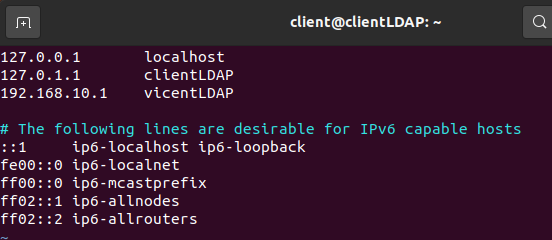 client@clientLDAP: ~
127.0.0.1 localhost
127.0.1.1 clientLDAP
192.168.10.1 vicentLDAP
# The following lines are desirable for IPv6 capable hosts
::1 ip6-localhost ip6-loopback
fe00::0 ip6-localnet
ff00::0 ip6-mcastprefix
ff02::1 ip6-allnodes
ff02::2 ip6-allrouters
~